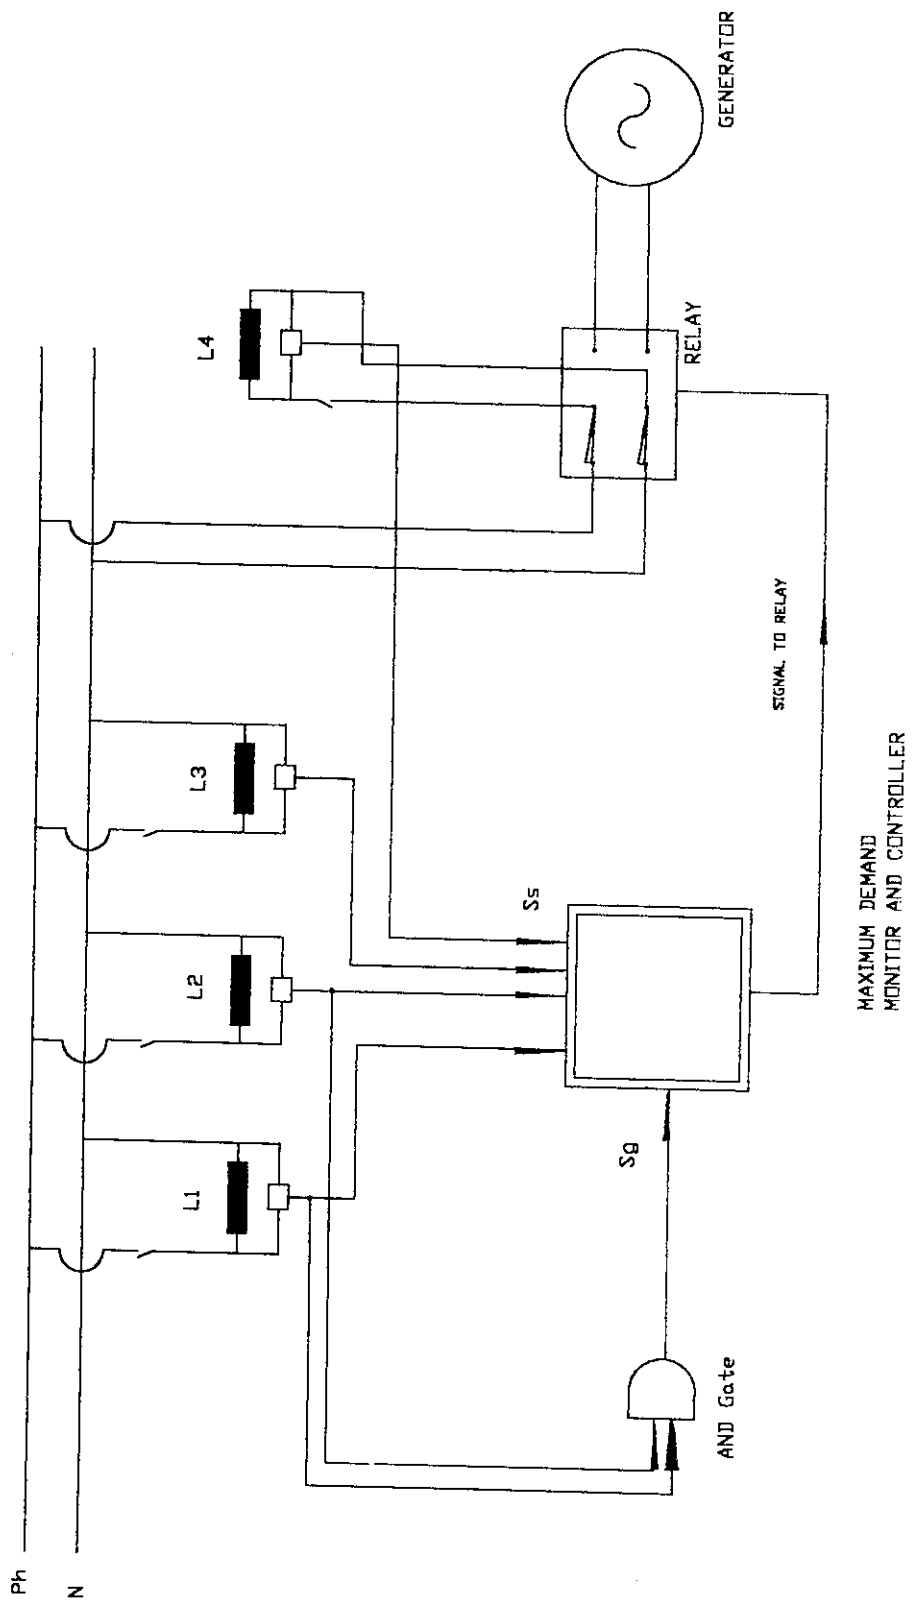 Ph
N
L1
L2
L3
L4
GENERATOR
RELAY
SIGNAL TO RELAY
Ss
Sg
AND Gate
MAXIMUM DEMAND
MONITOR AND CONTROLLER